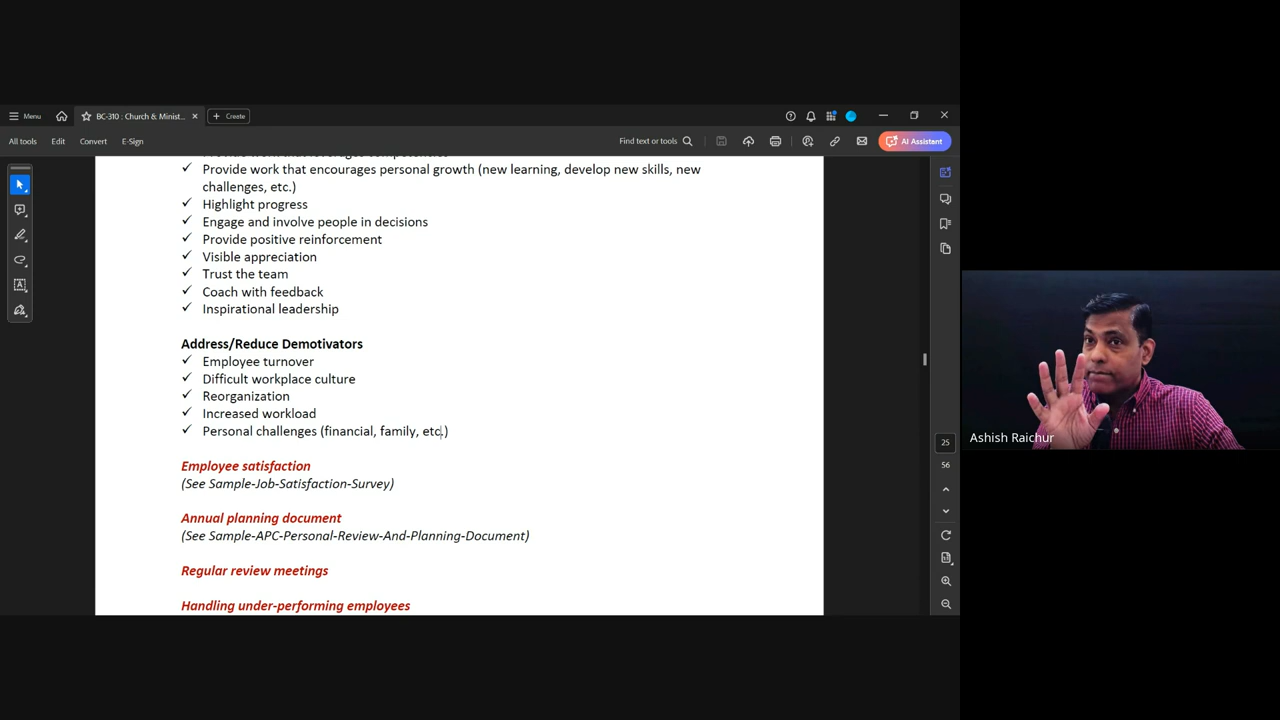 Menu
BC-310 : Church & Minist...
Create
All tools
Edit
Convert
E-Sign
Find text or tools
AI Assistant
✓ Provide work that encourages personal growth (new learning, develop new skills, new
challenges, etc.)
✓ Highlight progress
✓ Engage and involve people in decisions
✓ Provide positive reinforcement
✓ Visible appreciation
✓ Trust the team
✓ Coach with feedback
✓ Inspirational leadership
Address/Reduce Demotivators
✓ Employee turnover
✓ Difficult workplace culture
✓ Reorganization
✓ Increased workload
✓ Personal challenges (financial, family, etc.)
Employee satisfaction
(See Sample-Job-Satisfaction-Survey)
Annual planning document
(See Sample-APC-Personal-Review-And-Planning-Document)
Regular review meetings
Handling under-performing employees
25
56
Ashish Raichur